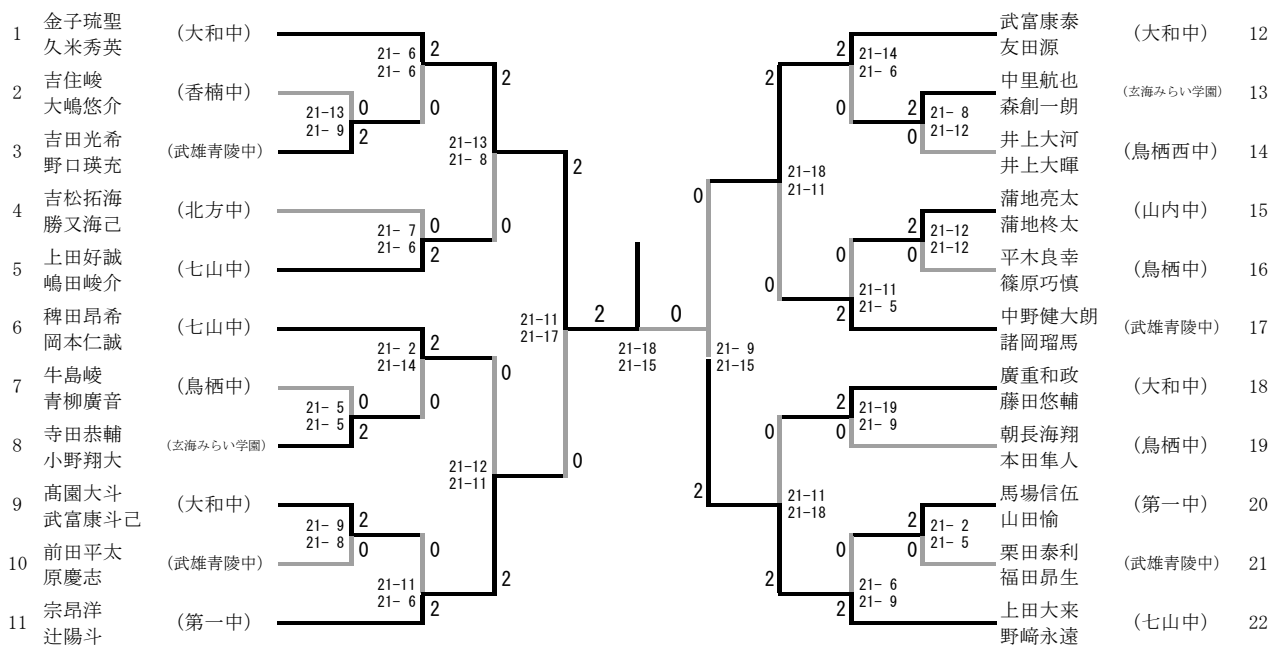 1 金子琉聖 (大和中)
久米秀英
2 吉住峻 (香楠中)
大嶋悠介
3 吉田光希 (武雄青陵中)
野口瑛充
4 吉松拓海 (北方中)
勝又海己
5 上田好誠 (七山中)
嶋田峻介
6 稗田昂希 (七山中)
岡本仁誠
7 牛島崚 (鳥栖中)
青柳廣音
8 寺田恭輔 (玄海みらい学園)
小野翔大
9 髙園大斗 (大和中)
武富康斗己
10 前田平太 (武雄青陵中)
原慶志
11 宗昂洋 (第一中)
辻陽斗
21- 6 2
21- 6
0
21-13 0
21- 9 2
2
21-13
21- 8
0
21- 7 0
21- 6 2
2
21-11
21-17
0
21- 2 2
21-14
0
21- 5 0
21- 5 2
0
21-12
21-11
2
21- 9 2
21- 8 0
0
21-11
21- 6 2
2 0
21-18
21-15
0
21- 9
21-15
2
2
21-18
21-11
0
2 21-14
21- 6
0
2 21- 8
0 21-12
2 21-12
0 21-12
0
21-11
2 21- 5
0
21-11
21-18
2
2 21-19
0 21- 9
2 21- 2
0 21- 5
0
21- 6
2 21- 9
武富康泰 (大和中) 12
友田源
中里航也 (玄海みらい学園) 13
森創一朗
井上大河 (鳥栖西中) 14
井上大暉
蒲地亮太 (山内中) 15
蒲地柊太
平木良幸 (鳥栖中) 16
篠原巧慎
中野健大朗 (武雄青陵中) 17
諸岡瑠馬
廣重和政 (大和中) 18
藤田悠輔
朝長海翔 (鳥栖中) 19
本田隼人
馬場信伍 (第一中) 20
山田愉
栗田泰利 (武雄青陵中) 21
福田昴生
上田大来 (七山中) 22
野﨑永遠